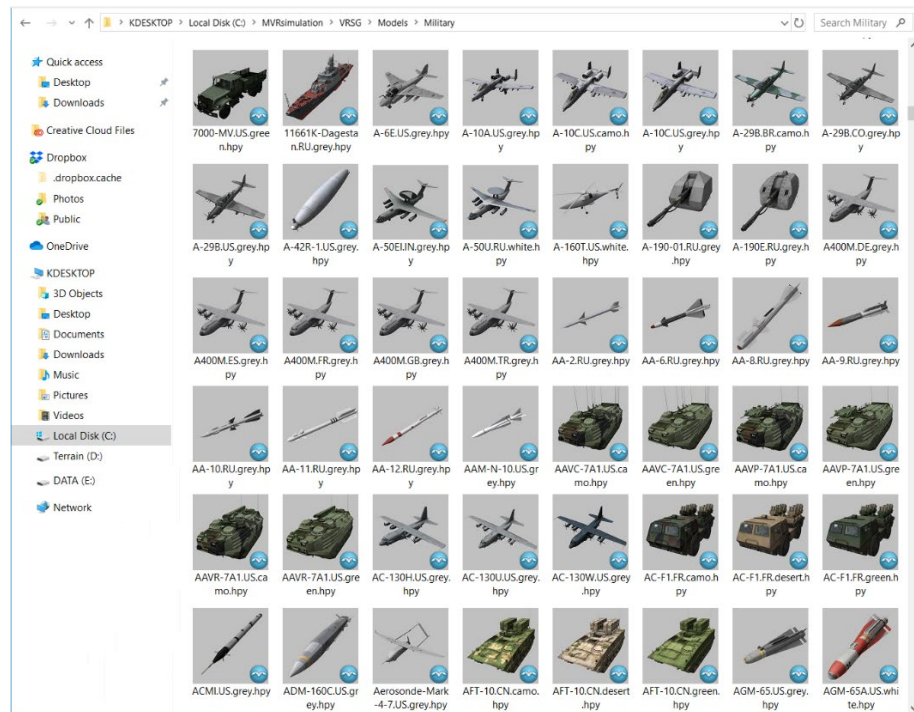 KDESKTOP > Local Disk (C:) > MVRsimulation > VRSG > Models > Military
Search Military
Quick access
Desktop
Downloads
Creative Cloud Files
Dropbox
.dropbox.cache
Photos
Public
OneDrive
KDESKTOP
3D Objects
Desktop
Documents
Downloads
Music
Pictures
Videos
Local Disk (C:)
Terrain (D:)
DATA (E:)
Network
7000-MV.US.gree 11661K-Dagesta A-6E.US.grey.hpy A-10A.US.grey.hp A-10C.US.camo.h A-10C.US.grey.hp A-29B.BR.camo.h A-29B.CO.grey.hp
n.hpy n.RU.grey.hpy y py y py y
A-29B.US.grey.hp A-42R-1.US.grey. A-50EI.IN.grey.hp A-50U.RU.white.h A-160T.US.white. A-190-01.RU.grey A-190E.RU.grey.h A400M.DE.grey.h
y hpy y py hpy .hpy py py
A400M.ES.grey.h A400M.FR.grey.h A400M.GB.grey.h A400M.TR.grey.h AA-2.RU.grey.hpy AA-6.RU.grey.hpy AA-8.RU.grey.hpy AA-9.RU.grey.hpy
py py py py
AA-10.RU.grey.hp AA-11.RU.grey.hp AA-12.RU.grey.hp AAM-N-10.US.gr AAVC-7A1.US.ca AAVC-7A1.US.gre AAVP-7A1.US.ca AAVP-7A1.US.gre
y y y ey.hpy mo.hpy en.hpy mo.hpy en.hpy
AAVR-7A1.US.ca AAVR-7A1.US.gre AC-130H.US.grey. AC-130U.US.grey. AC-130W.US.grey AC-F1.FR.camo.h AC-F1.FR.desert.h AC-F1.FR.green.h
mo.hpy en.hpy hpy hpy .hpy py py py
ACMI.US.grey.hpy ADM-160C.US.gr Aerosonde-Mark AFT-10.CN.camo. AFT-10.CN.desert AFT-10.CN.green. AGM-65.US.grey. AGM-65A.US.whi
ey.hpy -4-7.US.grey.hpy hpy .hpy hpy hpy te.hpy